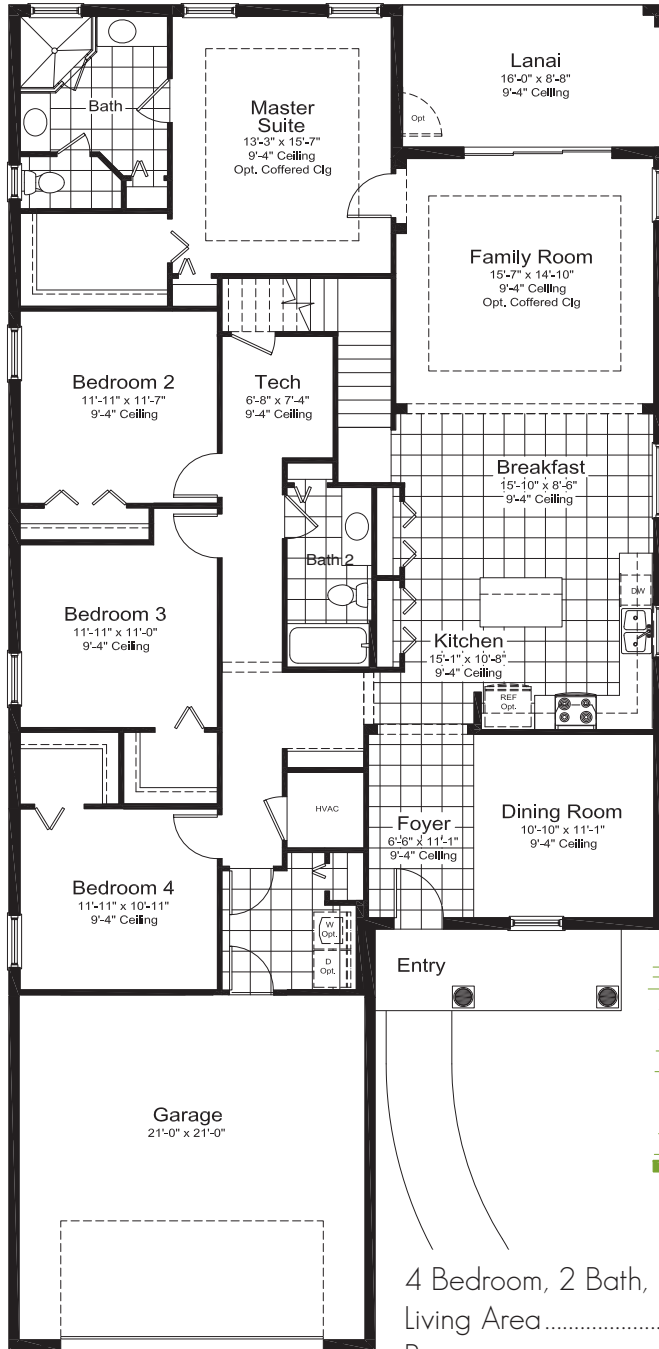 Lanai
16'-0" x 8'-8"
9'-4" Ceiling
Opt
Bath
Master
Suite
13'-3" x 15'-7"
9'-4" Ceiling
Opt. Coffered Clg
Family Room
15'-7" x 14'-10"
9'-4" Ceiling
Opt. Coffered Clg
Bedroom 2
11'-11" x 11'-7"
9'-4" Ceiling
Tech
6'-8" x 7'-4"
9'-4" Ceiling
Breakfast
15'-10" x 8'-6"
9'-4" Ceiling
Bath 2
DW
Bedroom 3
11'-11" x 11'-0"
9'-4" Ceiling
Kitchen
15'-1" x 10'-8"
9'-4" Ceiling
REF
Opt.
HVAC
Foyer
6'-6" x 11'-1"
9'-4" Ceiling
Dining Room
10'-10" x 11'-1"
9'-4" Ceiling
Bedroom 4
11'-11" x 10'-11"
9'-4" Ceiling
W
Opt.
D
Opt.
Entry
Garage
21'-0" x 21'-0"
4 Bedroom, 2 Bath,
Living Area....................